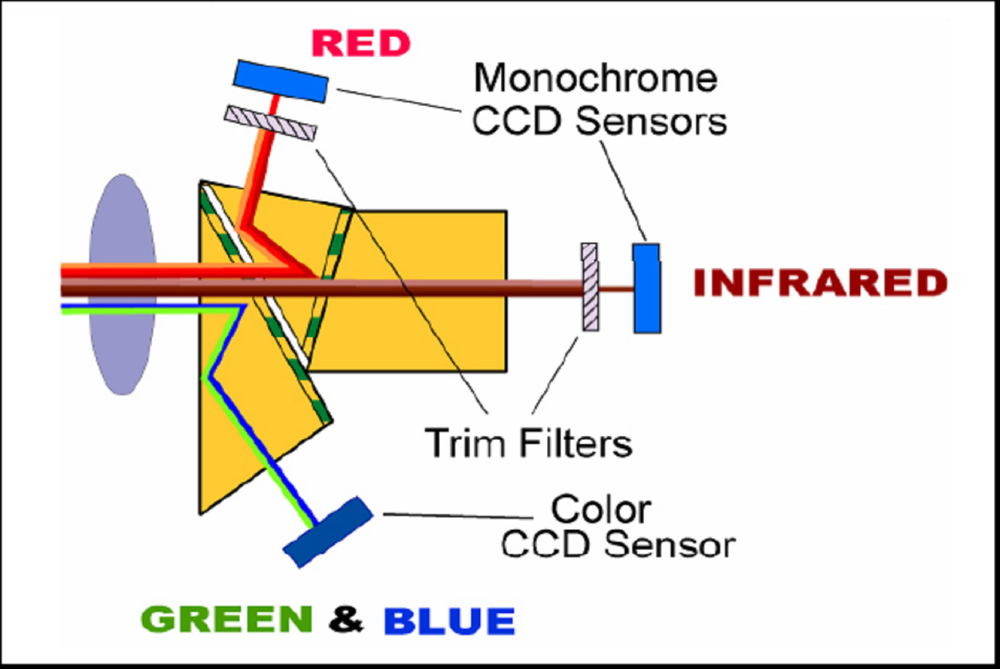 RED
Monochrome
CCD Sensors
INFRARED
Trim Filters
Color
CCD Sensor
GREEN & BLUE